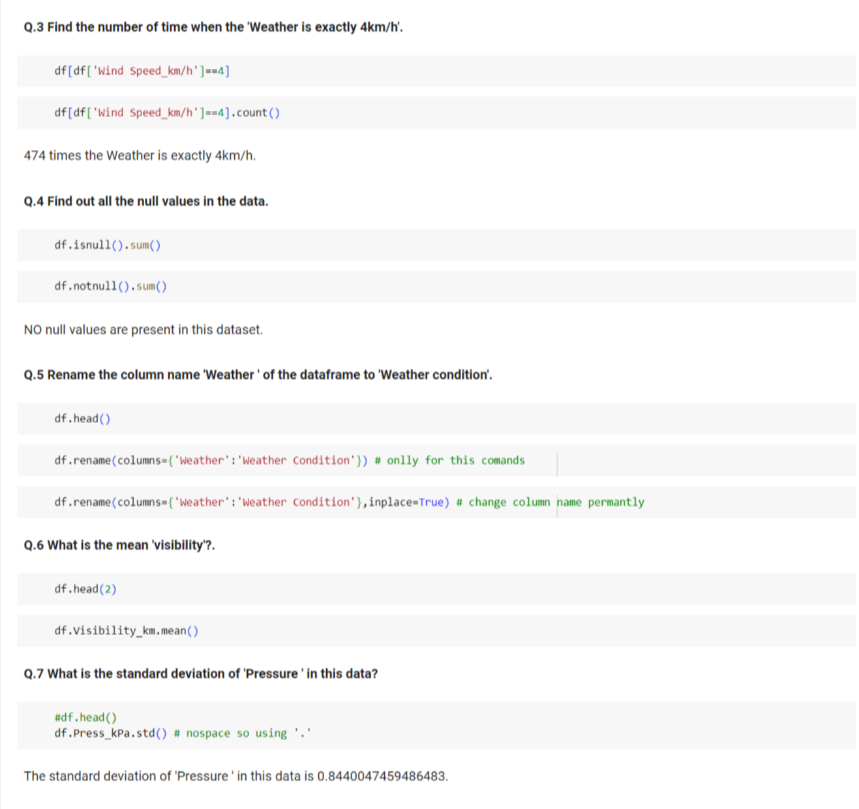 Q.3 Find the number of time when the 'Weather is exactly 4km/h'.
df[df['Wind Speed_km/h']==4]
df[df['Wind Speed_km/h']==4].count()
474 times the Weather is exactly 4km/h.
Q.4 Find out all the null values in the data.
df.isnull().sum()
df.notnull().sum()
NO null values are present in this dataset.
Q.5 Rename the column name 'Weather ' of the dataframe to 'Weather condition'.
df.head()
df.rename(columns={'Weather':'Weather Condition'}) # onlly for this comands
df.rename(columns={'Weather':'Weather Condition'},inplace=True) # change column name permantly
Q.6 What is the mean 'visibility'?.
df.head(2)
df.Visibility_km.mean()
Q.7 What is the standard deviation of 'Pressure ' in this data?
#df.head()
df.Press_kPa.std() # nospace so using '.'
The standard deviation of 'Pressure ' in this data is 0.8440047459486483.